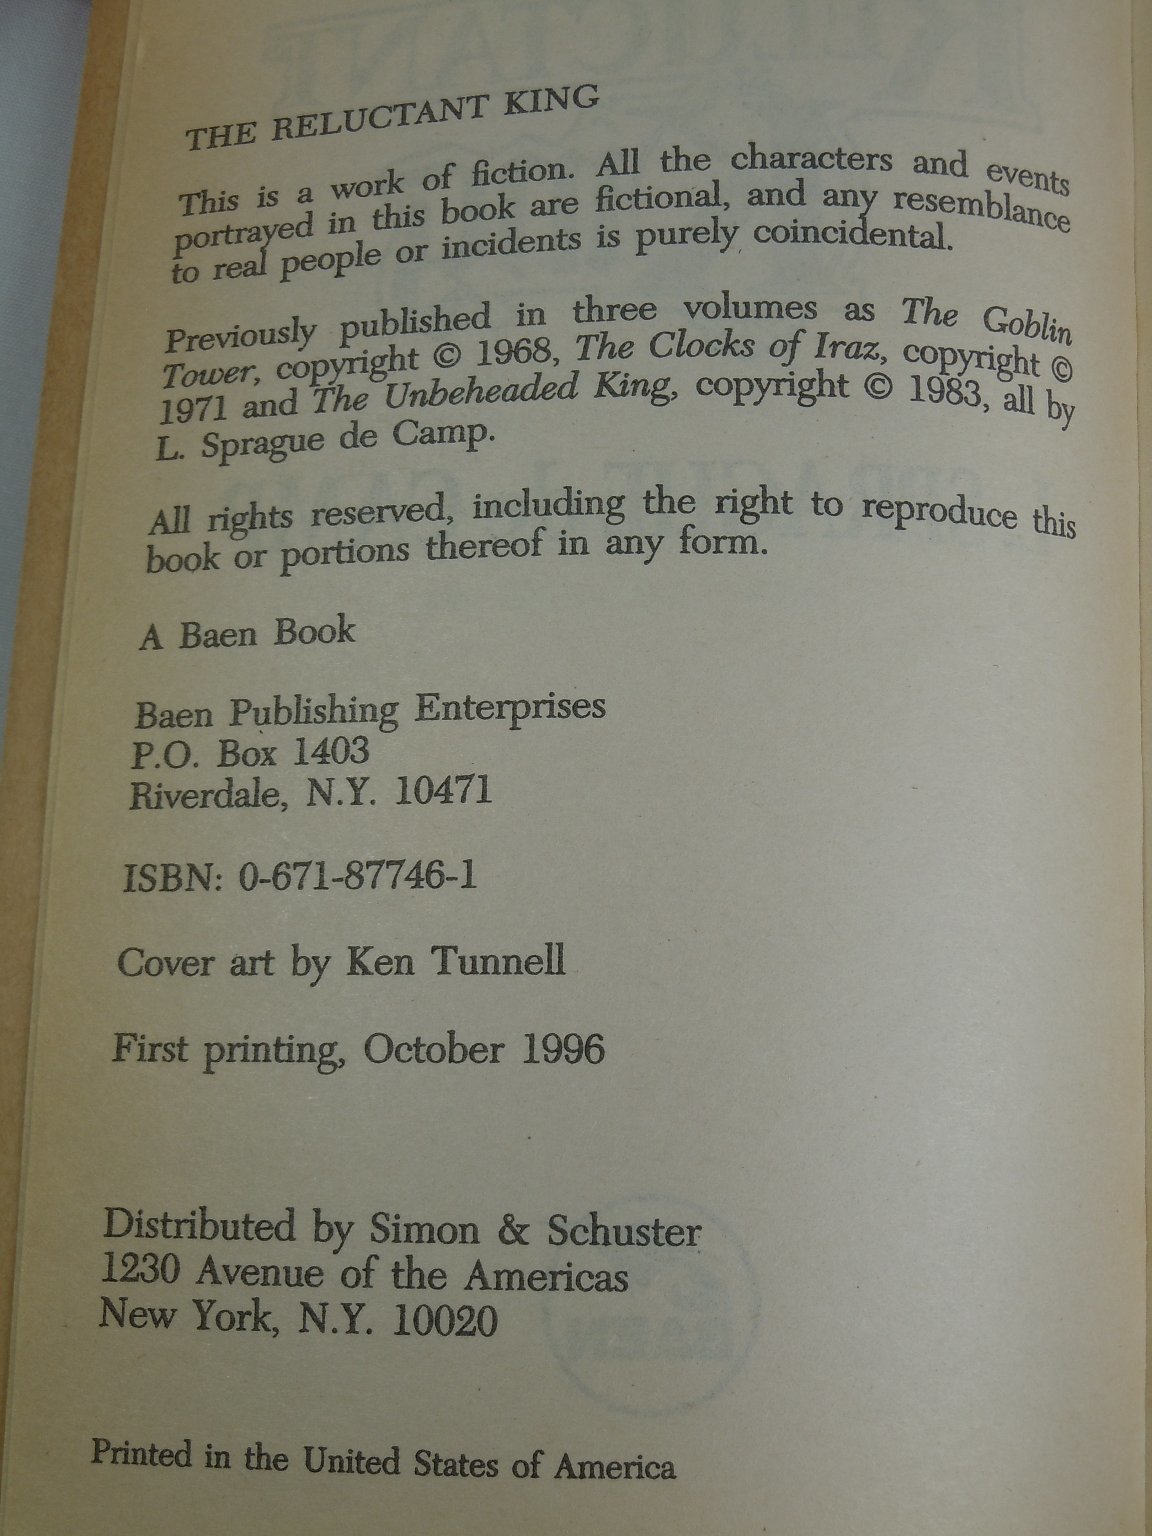 THE RELUCTANT KING
This is a work of fiction. All the characters and events
portrayed in this book are fictional, and any resemblance
to real people or incidents is purely coincidental.
Previously published in three volumes as The Goblin
Tower, copyright © 1968, The Clocks of Iraz, copyright ©
1971 and The Unbeheaded King, copyright © 1983, all by
L. Sprague de Camp.
All rights reserved, including the right to reproduce this
book or portions thereof in any form.
A Baen Book
Baen Publishing Enterprises
P.O. Box 1403
Riverdale, N.Y. 10471
ISBN: 0-671-87746-1
Cover art by Ken Tunnell
First printing, October 1996
Distributed by Simon & Schuster
1230 Avenue of the Americas
New York, N.Y. 10020
Printed in the United States of America